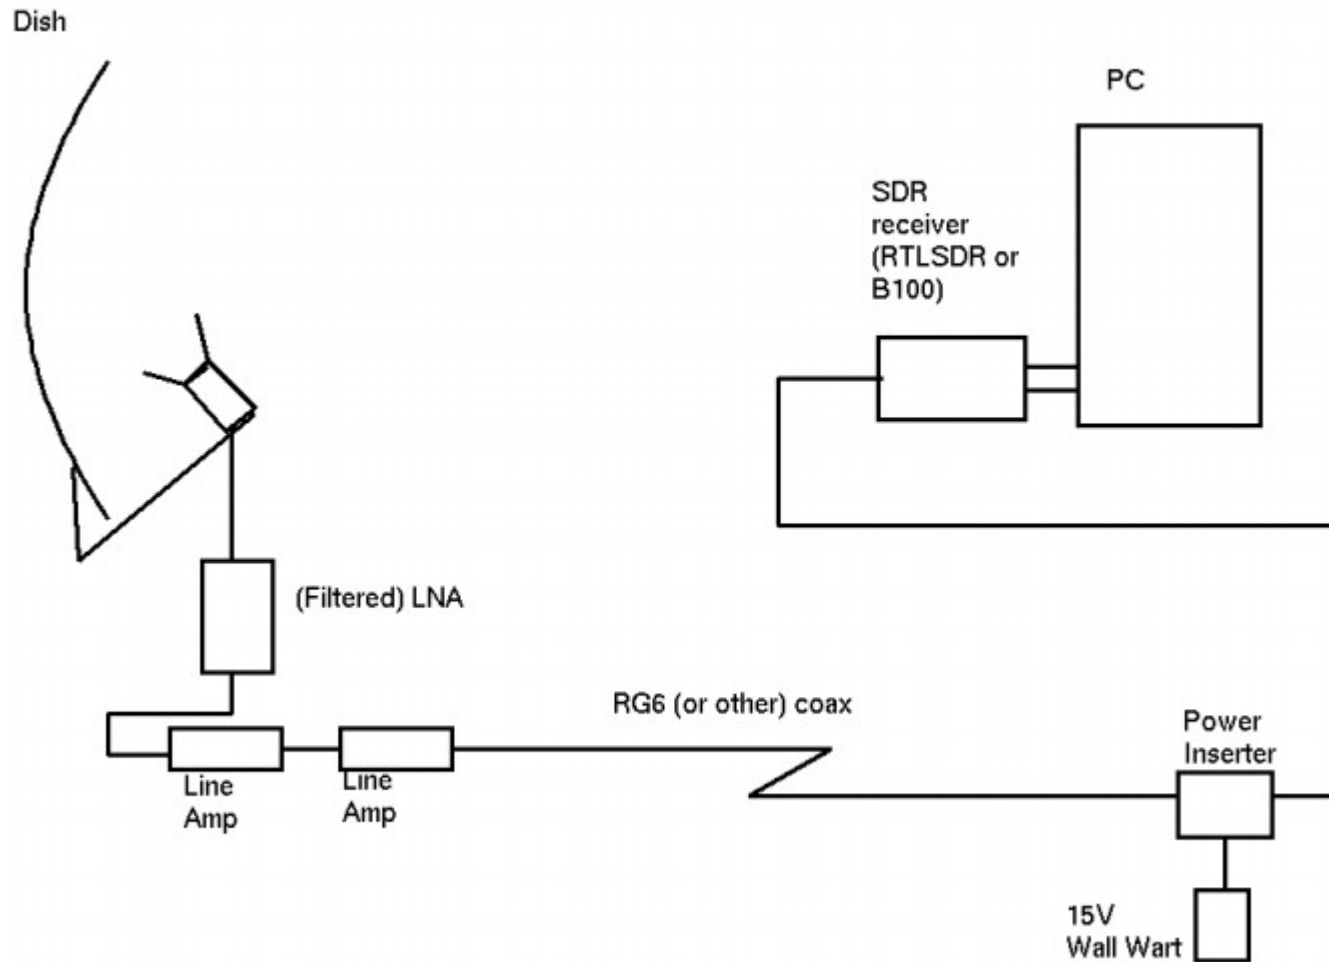 Dish
PC
SDR
receiver
(RTLSDR or
B100)
(Filtered) LNA
RG6 (or other) coax
Power
Inserter
Line
Amp
Line
Amp
15V
Wall Wart